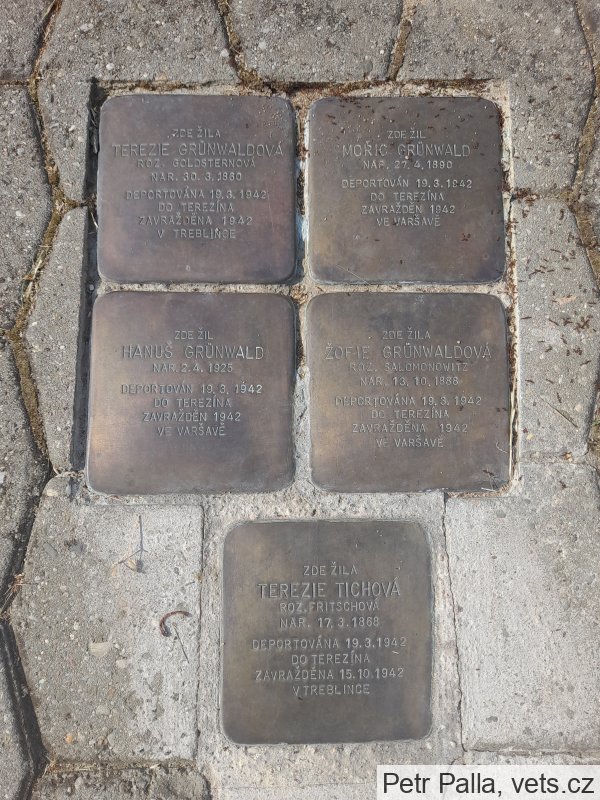 ZDE ŽILA
TEREZIE GRÜNWALDOVÁ
ROZ. GOLDSTERNOVÁ
NAR. 30. 3. 1860
DEPORTOVÁNA 19. 3. 1942
DO TEREZÍNA
ZAVRAŽDĚNA 1942
V TREBLINCE
ZDE ŽIL
MOŘIC GRÜNWALD
NAR. 27. 4. 1890
DEPORTOVÁN 19. 3. 1942
DO TEREZÍNA
ZAVRAŽDĚN 1942
VE VARŠAVĚ
ZDE ŽIL
HANUŠ GRÜNWALD
NAR. 2. 4. 1925
DEPORTOVÁN 19. 3. 1942
DO TEREZÍNA
ZAVRAŽDĚN 1942
VE VARŠAVĚ
ZDE ŽILA
ŽOFIE GRÜNWALDOVÁ
ROZ. SALOMONOWITZ
NAR. 13. 10. 1888
DEPORTOVÁNA 19. 3. 1942
DO TEREZÍNA
ZAVRAŽDĚNA 1942
VE VARŠAVĚ
ZDE ŽILA
TEREZIE TICHOVÁ
ROZ. FRITSCHOVÁ
NAR. 17. 3. 1868
DEPORTOVÁNA 19. 3. 1942
DO TEREZÍNA
ZAVRAŽDĚNA 15. 10. 1942
V TREBLINCE
Petr Palla, vets.cz